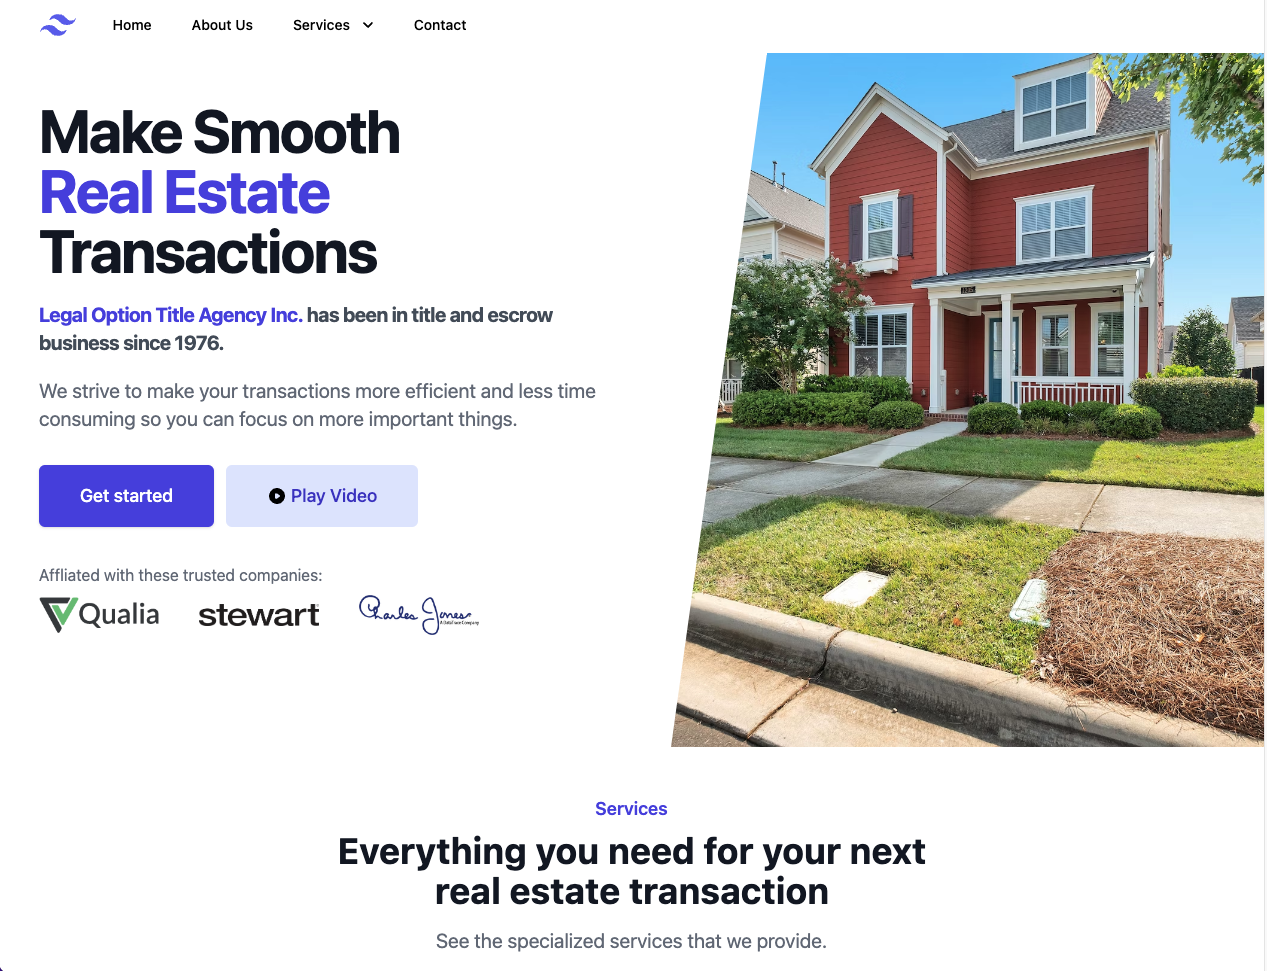 Home About Us Services Contact
Make Smooth
Real Estate
Transactions
Legal Option Title Agency Inc. has been in title and escrow
business since 1976.
We strive to make your transactions more efficient and less time
consuming so you can focus on more important things.
Get started Play Video
Affliated with these trusted companies:
Qualia stewart Charles Jones
A DataTrace Company
Services
Everything you need for your next
real estate transaction
See the specialized services that we provide.